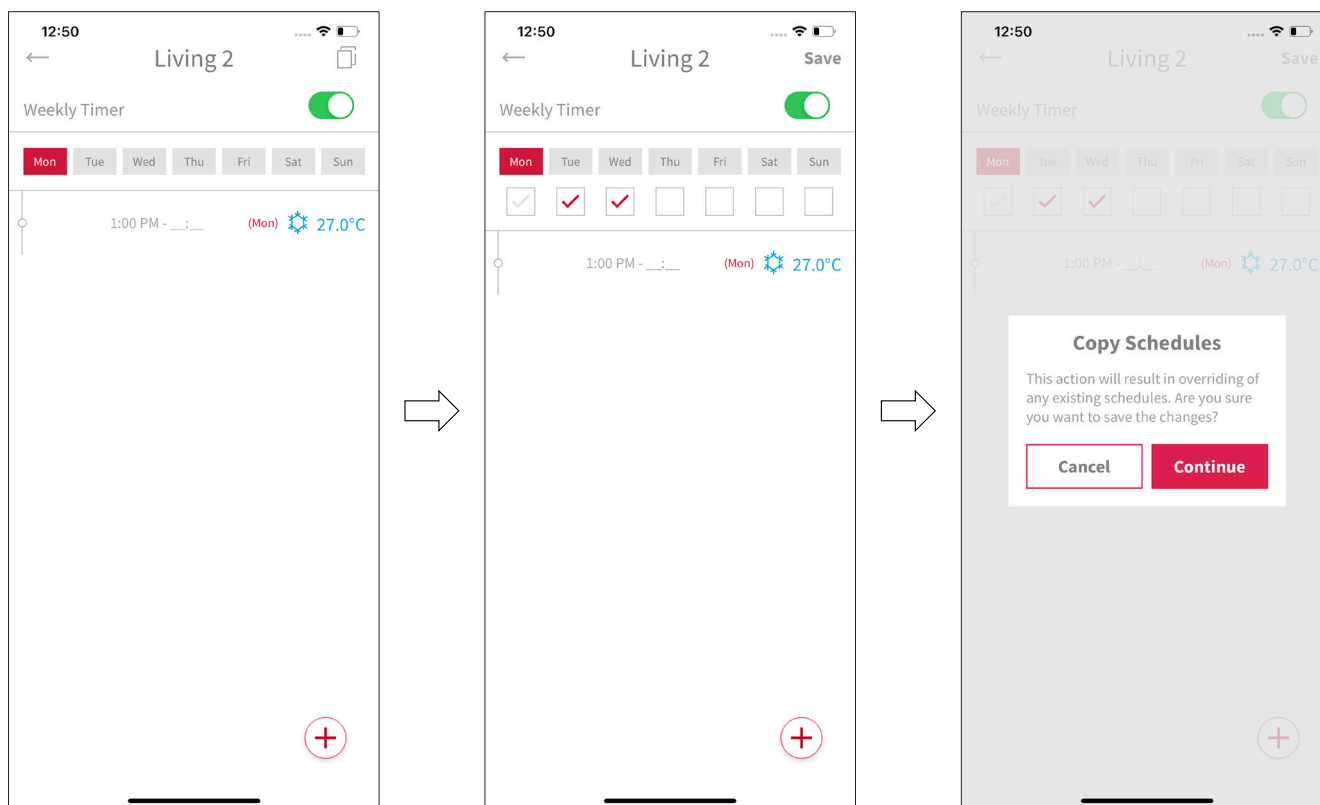 12:50
Living 2
Weekly Timer
Mon Tue Wed Thu Fri Sat Sun
1:00 PM - __:__ (Mon) 27.0°C
12:50
Living 2 Save
Weekly Timer
Mon Tue Wed Thu Fri Sat Sun
1:00 PM - __:__ (Mon) 27.0°C
12:50
Living 2 Save
Weekly Timer
Mon Tue Wed Thu Fri Sat Sun
1:00 PM - __:__ (Mon) 27.0°C
Copy Schedules
This action will result in overriding of
any existing schedules. Are you sure
you want to save the changes?
Cancel Continue